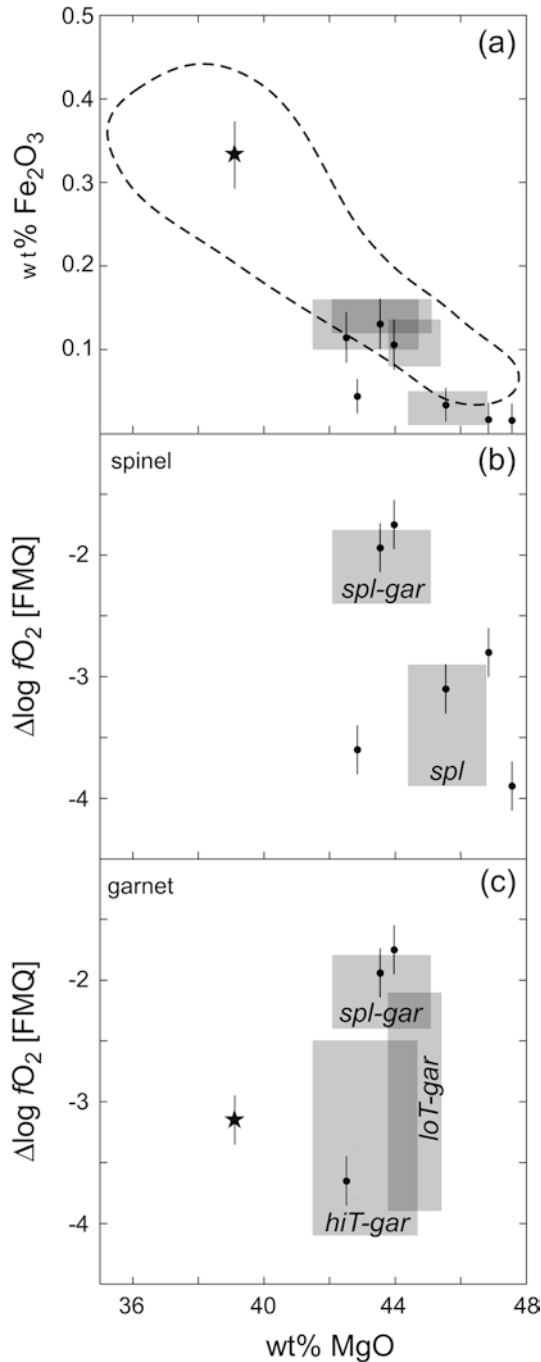 (a)
0.5
0.4
0.3
0.2
0.1
wt% Fe₂O₃
spinel
(b)
-2
-3
-4
Δlog fO₂ [FMQ]
spl-gar
spl
garnet
(c)
-2
-3
-4
Δlog fO₂ [FMQ]
spl-gar
loT-gar
hiT-gar
36 40 44 48
wt% MgO